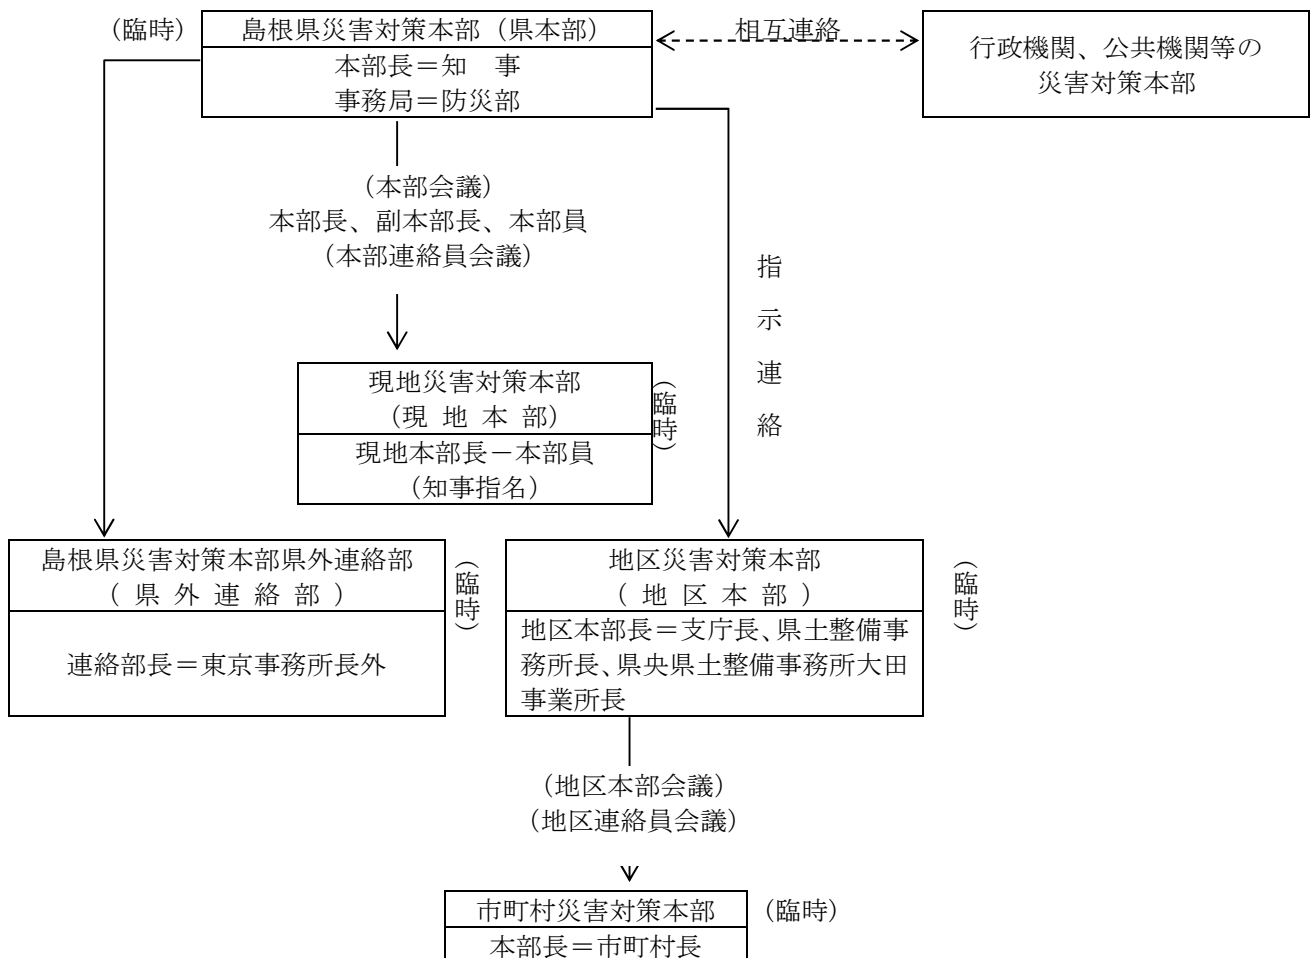 （臨時）
島根県災害対策本部（県本部）
本部長＝知　事
事務局＝防災部
相互連絡
行政機関、公共機関等の
災害対策本部
（本部会議）
本部長、副本部長、本部員
（本部連絡員会議）
指示連絡
現地災害対策本部
（現 地 本 部）
現地本部長－本部員
（知事指名）
（臨時）
島根県災害対策本部県外連絡部
（ 県 外 連 絡 部 ）
連絡部長＝東京事務所長外
（臨時）
地区災害対策本部
（ 地 区 本 部 ）
地区本部長＝支庁長、県土整備事
務所長、県央県土整備事務所大田
事業所長
（臨時）
（地区本部会議）
（地区連絡員会議）
市町村災害対策本部
本部長＝市町村長
（臨時）